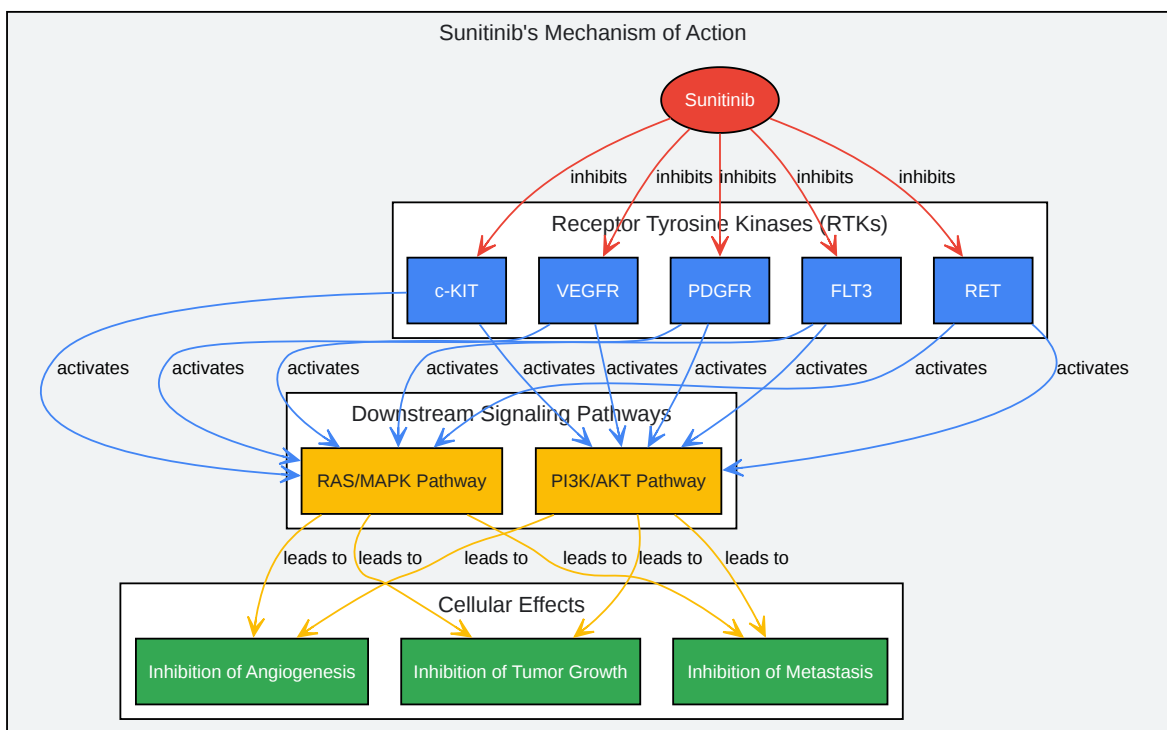 Sunitinib's Mechanism of Action
Sunitinib
inhibits inhibits inhibits inhibits inhibits
Receptor Tyrosine Kinases (RTKs)
c-KIT VEGFR PDGFR FLT3 RET
activates activates activates activates activates activates activates activates activates activates
Downstream Signaling Pathways
RAS/MAPK Pathway PI3K/AKT Pathway
leads to leads to leads to leads to leads to leads to
Cellular Effects
Inhibition of Angiogenesis Inhibition of Tumor Growth Inhibition of Metastasis